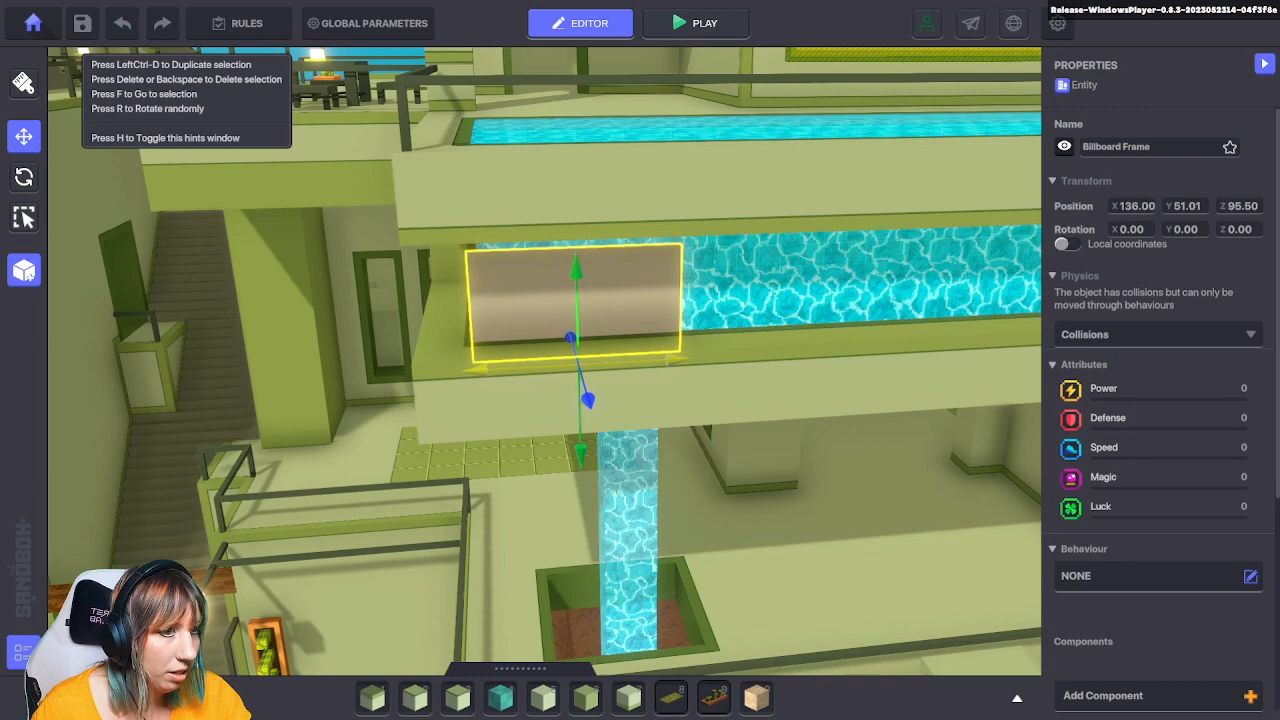 RULES
GLOBAL PARAMETERS
EDITOR
PLAY
Release-WindowsPlayer-0.8.3-2023082314-04f3f8c
Press LeftCtrl-D to Duplicate selection
Press Delete or Backspace to Delete selection
Press F to Go to selection
Press R to Rotate randomly
Press H to Toggle this hints window
PROPERTIES
Entity
Name
Billboard Frame
Transform
Position X 136.00 Y 51.01 Z 95.50
Rotation X 0.00 Y 0.00 Z 0.00
Local coordinates
Physics
The object has collisions but can only be
moved through behaviours
Collisions
Attributes
Power 0
Defense 0
Speed 0
Magic 0
Luck 0
Behaviour
NONE
Components
Add Component
SANDBOX
8
9